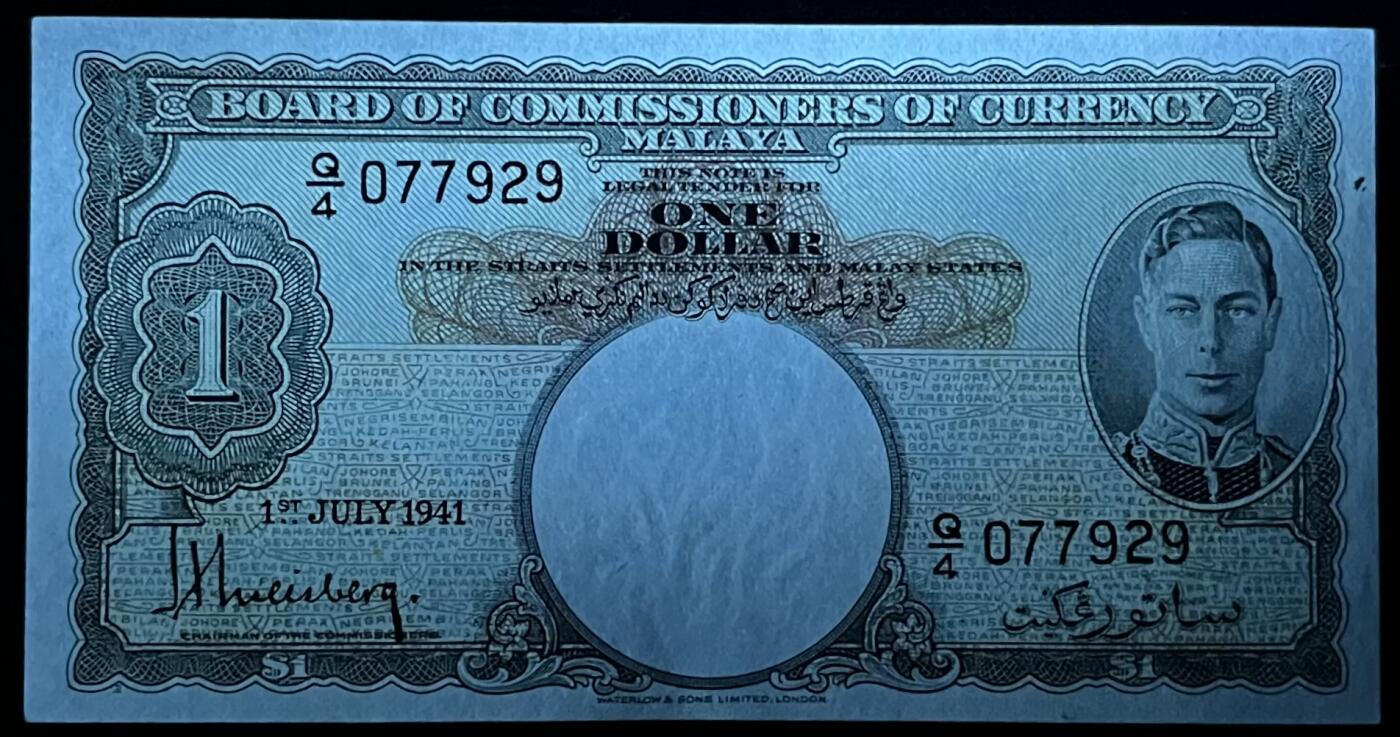 BOARD OF COMMISSIONERS OF CURRENCY
MALAYA
Q/4 077929
THIS NOTE IS
LEGAL TENDER FOR
ONE
DOLLAR
IN THE STRAITS SETTLEMENTS AND MALAY STATES
1
1ST JULY 1941
Q/4 077929
ساتو رڠݢيت
CHAIRMAN OF THE COMMISSIONERS.
$1
$1
WATERLOW & SONS LIMITED, LONDON